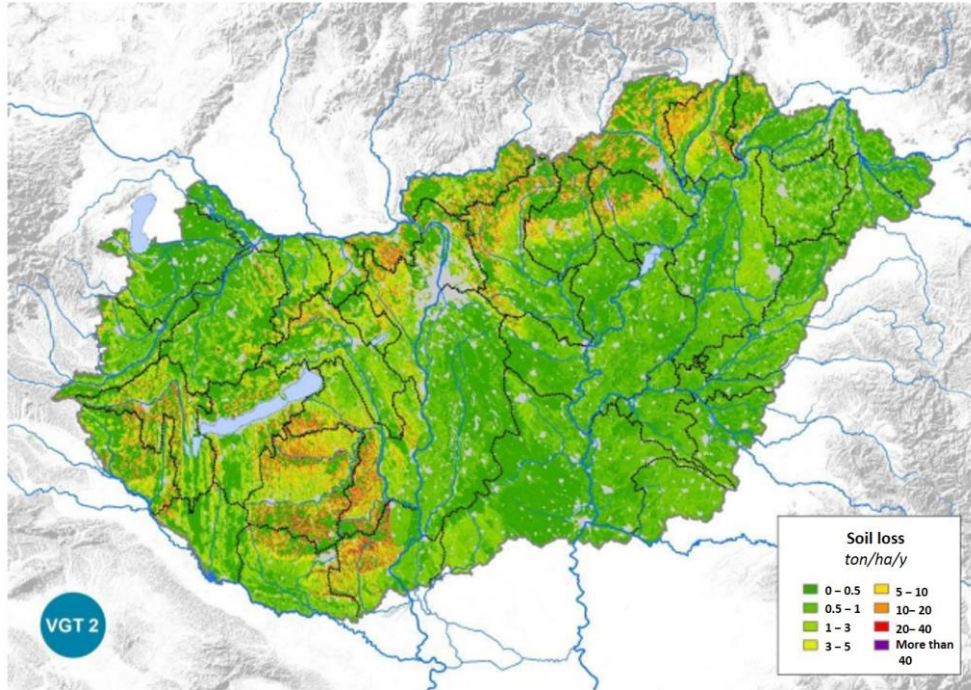 Soil loss
ton/ha/y
0 – 0.5
0.5 – 1
1 – 3
3 – 5
5 – 10
10– 20
20– 40
More than
40
VGT 2